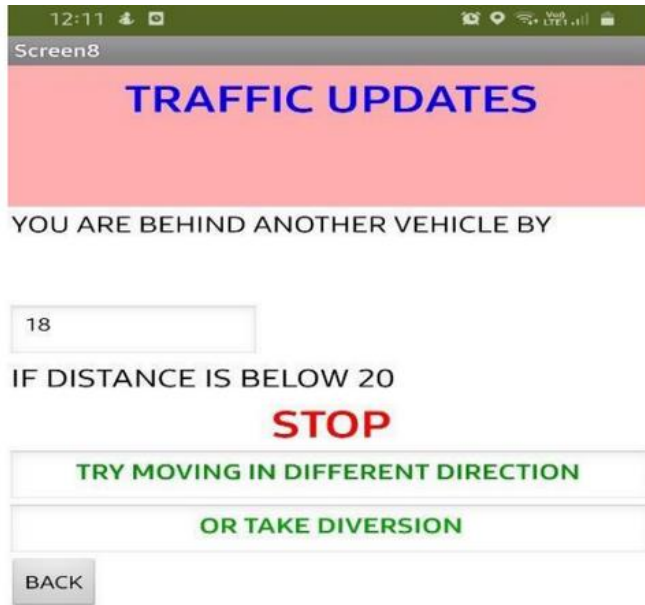 12:11
Screen8
TRAFFIC UPDATES
YOU ARE BEHIND ANOTHER VEHICLE BY
18
IF DISTANCE IS BELOW 20
STOP
TRY MOVING IN DIFFERENT DIRECTION
OR TAKE DIVERSION
BACK